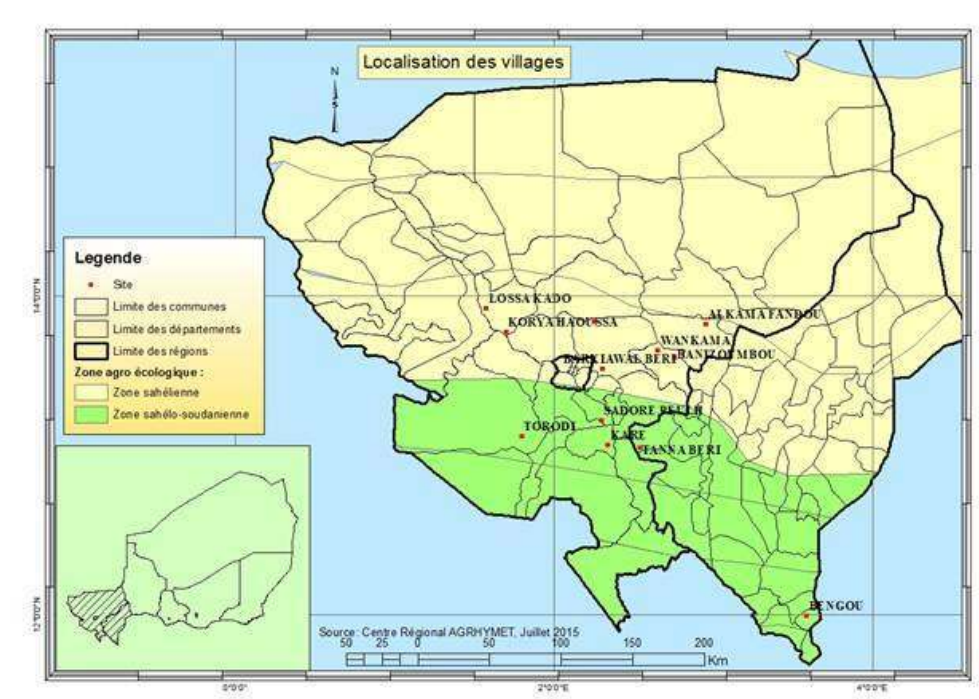 Localisation des villages
N
Legende
Site
Limite des communes
Limite des départements
Limite des régions
Zone agro écologique :
Zone sahélienne
Zone sahélo-soudanienne
LOSSA KADO
KORYA HAOUSSA
ALKAMA FANDOU
WANKAMA
BANIZOUMBOU
BARKIAWAL BERI
SADORE PEULH
TORODI
KARE
TANNA BERI
BENGOU
Source: Centre Régional AGRHYMET, Juillet 2015
50 25 0 50 100 150 200
Km
14°0'0"N
12°0'0"N
0°0'0"
2°0'0"E
4°0'0"E